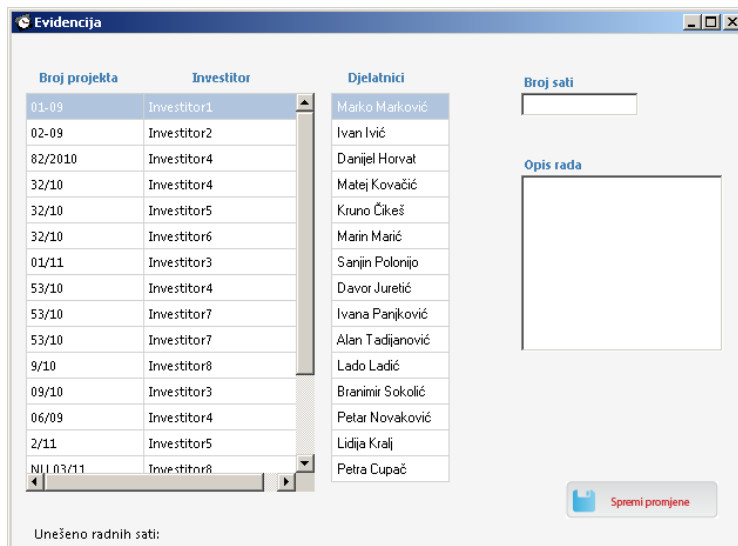 Evidencija
Broj projekta Investitor Djelatnici Broj sati
01-09 Investitor1 Marko Marković
02-09 Investitor2 Ivan Ivić
82/2010 Investitor4 Danijel Horvat
Opis rada
32/10 Investitor4 Matej Kovačić
32/10 Investitor5 Kruno Čikeš
32/10 Investitor6 Marin Marić
01/11 Investitor3 Sanjin Polonijo
53/10 Investitor4 Davor Juretić
53/10 Investitor7 Ivana Panjković
53/10 Investitor7 Alan Tadijanović
9/10 Investitor8 Lado Ladić
09/10 Investitor3 Branimir Sokolić
06/09 Investitor4 Petar Novaković
2/11 Investitor5 Lidija Kralj
NU 03/11 Investitor8 Petra Cupač
Spremi promjene
Unešeno radnih sati: